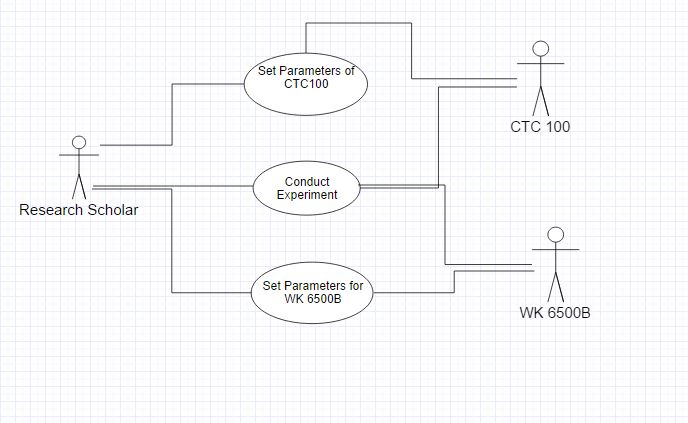 Set Parameters of
CTC100
CTC 100
Conduct
Experiment
Research Scholar
Set Parameters for
WK 6500B
WK 6500B